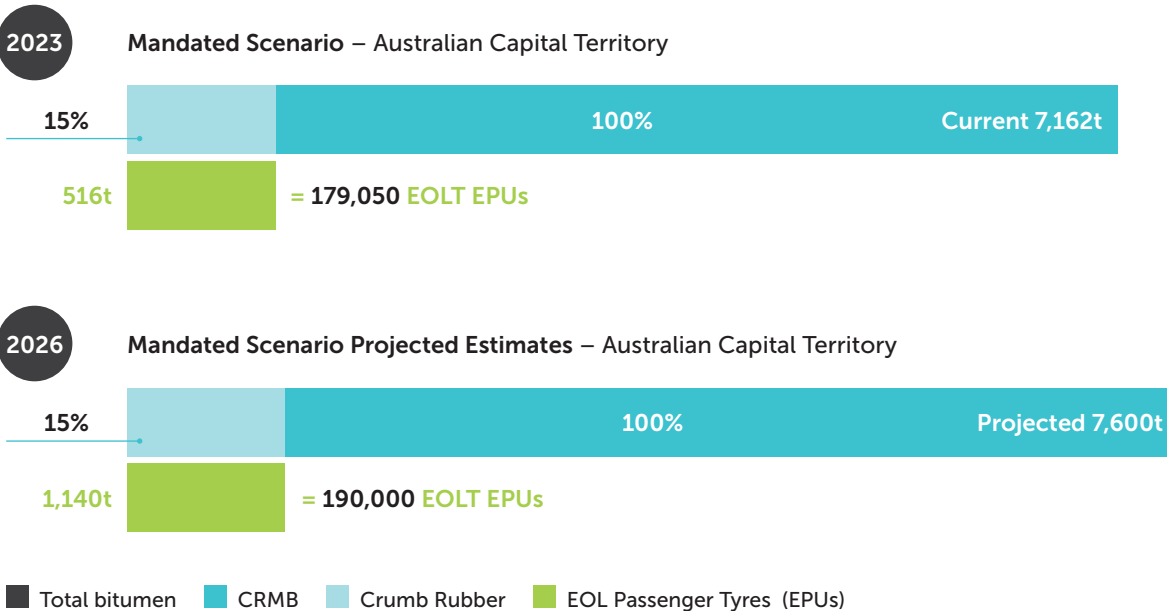 2023
Mandated Scenario – Australian Capital Territory
15%
100%
Current 7,162t
516t
= 179,050 EOLT EPUs
2026
Mandated Scenario Projected Estimates – Australian Capital Territory
15%
100%
Projected 7,600t
1,140t
= 190,000 EOLT EPUs
Total bitumen CRMB Crumb Rubber EOL Passenger Tyres (EPUs)